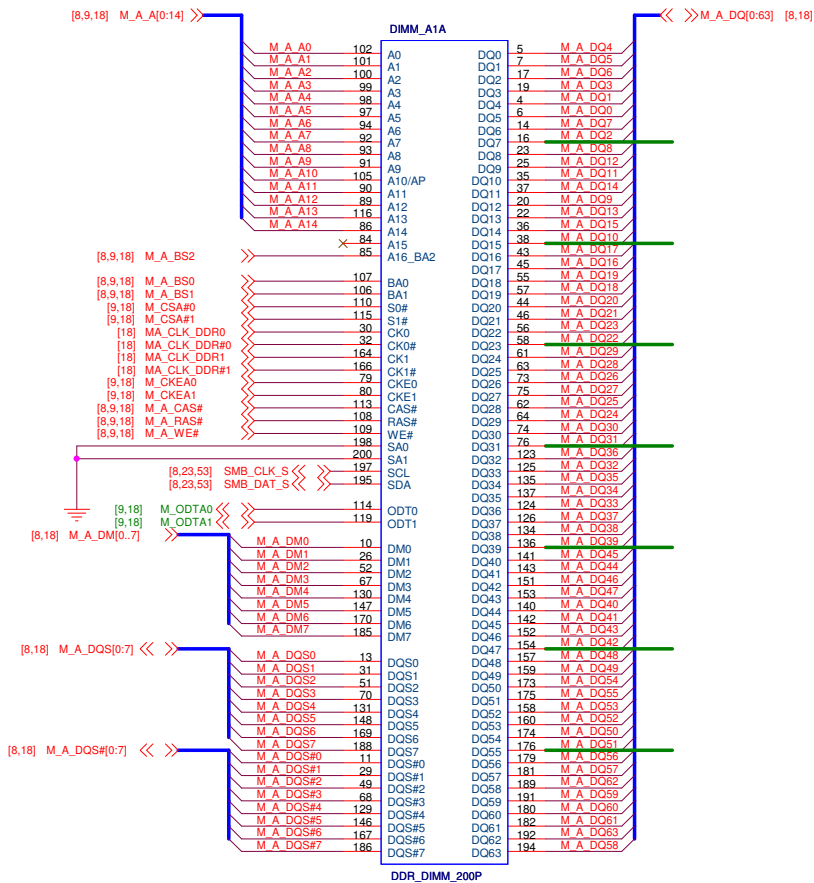 [8,9,18] M_A_A[0:14]
DIMM_A1A
M_A_DQ[0:63] [8,18]
M_A_A0 102 A0 DQ0 5 M_A_DQ4
M_A_A1 101 A1 DQ1 7 M_A_DQ5
M_A_A2 100 A2 DQ2 17 M_A_DQ6
M_A_A3 99 A3 DQ3 19 M_A_DQ3
M_A_A4 98 A4 DQ4 4 M_A_DQ1
M_A_A5 97 A5 DQ5 6 M_A_DQ0
M_A_A6 94 A6 DQ6 14 M_A_DQ7
M_A_A7 92 A7 DQ7 16 M_A_DQ2
M_A_A8 93 A8 DQ8 23 M_A_DQ8
M_A_A9 91 A9 DQ9 25 M_A_DQ12
M_A_A10 105 A10/AP DQ10 35 M_A_DQ11
M_A_A11 90 A11 DQ11 37 M_A_DQ14
M_A_A12 89 A12 DQ12 20 M_A_DQ9
M_A_A13 116 A13 DQ13 22 M_A_DQ13
M_A_A14 86 A14 DQ14 36 M_A_DQ15
84 A15 DQ15 38 M_A_DQ10
[8,9,18] M_A_BS2 85 A16_BA2 DQ16 43 M_A_DQ17
DQ17 45 M_A_DQ16
[8,9,18] M_A_BS0 107 BA0 DQ18 55 M_A_DQ19
[8,9,18] M_A_BS1 106 BA1 DQ19 57 M_A_DQ18
[9,18] M_CSA#0 110 S0# DQ20 44 M_A_DQ20
[9,18] M_CSA#1 115 S1# DQ21 46 M_A_DQ21
[18] MA_CLK_DDR0 30 CK0 DQ22 56 M_A_DQ23
[18] MA_CLK_DDR#0 32 CK0# DQ23 58 M_A_DQ22
[18] MA_CLK_DDR1 164 CK1 DQ24 61 M_A_DQ29
[18] MA_CLK_DDR#1 166 CK1# DQ25 63 M_A_DQ28
[9,18] M_CKEA0 79 CKE0 DQ26 73 M_A_DQ26
[9,18] M_CKEA1 80 CKE1 DQ27 75 M_A_DQ27
[8,9,18] M_A_CAS# 113 CAS# DQ28 62 M_A_DQ25
[8,9,18] M_A_RAS# 108 RAS# DQ29 64 M_A_DQ24
[8,9,18] M_A_WE# 109 WE# DQ30 74 M_A_DQ30
198 SA0 DQ31 76 M_A_DQ31
200 SA1 DQ32 123 M_A_DQ36
[8,23,53] SMB_CLK_S 197 SCL DQ33 125 M_A_DQ32
[8,23,53] SMB_DAT_S 195 SDA DQ34 135 M_A_DQ35
DQ35 137 M_A_DQ34
[9,18] M_ODTA0 114 ODT0 DQ36 124 M_A_DQ33
[9,18] M_ODTA1 119 ODT1 DQ37 126 M_A_DQ37
[8,18] M_A_DM[0..7] DQ38 134 M_A_DQ38
M_A_DM0 10 DM0 DQ39 136 M_A_DQ39
M_A_DM1 26 DM1 DQ40 141 M_A_DQ45
M_A_DM2 52 DM2 DQ41 143 M_A_DQ44
M_A_DM3 67 DM3 DQ42 151 M_A_DQ46
M_A_DM4 130 DM4 DQ43 153 M_A_DQ47
M_A_DM5 147 DM5 DQ44 140 M_A_DQ40
M_A_DM6 170 DM6 DQ45 142 M_A_DQ41
M_A_DM7 185 DM7 DQ46 152 M_A_DQ43
[8,18] M_A_DQS[0:7] DQ47 154 M_A_DQ42
M_A_DQS0 13 DQS0 DQ48 157 M_A_DQ48
M_A_DQS1 31 DQS1 DQ49 159 M_A_DQ49
M_A_DQS2 51 DQS2 DQ50 173 M_A_DQ54
M_A_DQS3 70 DQS3 DQ51 175 M_A_DQ55
M_A_DQS4 131 DQS4 DQ52 158 M_A_DQ53
M_A_DQS5 148 DQS5 DQ53 160 M_A_DQ52
M_A_DQS6 169 DQS6 DQ54 174 M_A_DQ50
M_A_DQS7 188 DQS7 DQ55 176 M_A_DQ51
[8,18] M_A_DQS#[0:7]
M_A_DQS#0 11 DQS#0 DQ56 179 M_A_DQ56
M_A_DQS#1 29 DQS#1 DQ57 181 M_A_DQ57
M_A_DQS#2 49 DQS#2 DQ58 189 M_A_DQ62
M_A_DQS#3 68 DQS#3 DQ59 191 M_A_DQ59
M_A_DQS#4 129 DQS#4 DQ60 180 M_A_DQ60
M_A_DQS#5 146 DQS#5 DQ61 182 M_A_DQ61
M_A_DQS#6 167 DQS#6 DQ62 192 M_A_DQ63
M_A_DQS#7 186 DQS#7 DQ63 194 M_A_DQ58
DDR_DIMM_200P